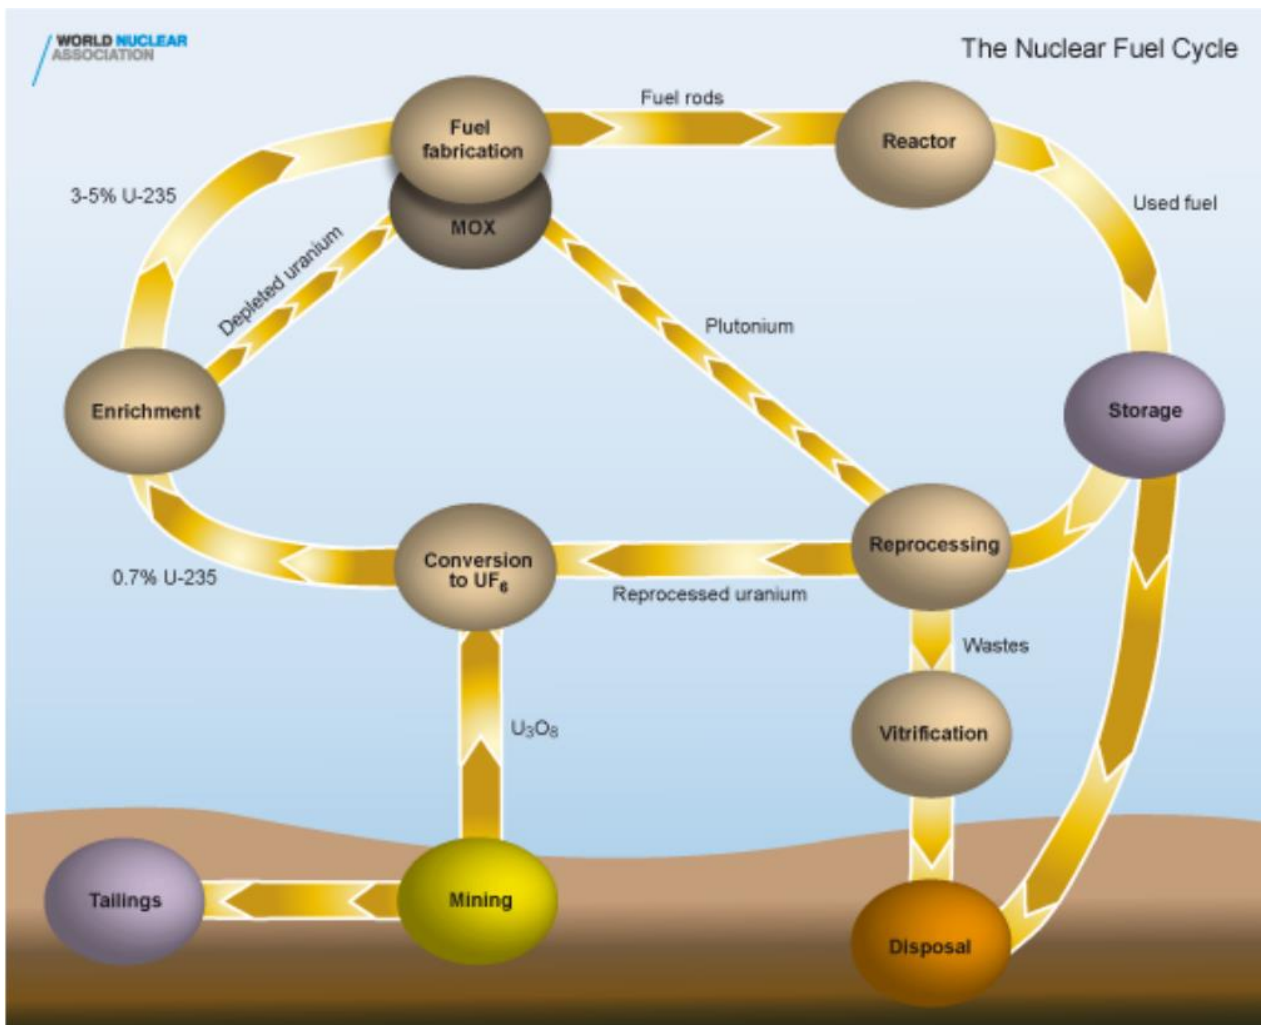 WORLD NUCLEAR
ASSOCIATION
The Nuclear Fuel Cycle
Fuel
fabrication
Fuel rods
Reactor
3-5% U-235
Used fuel
MOX
Depleted uranium
Plutonium
Enrichment
Storage
Reprocessing
Conversion
to UF₆
0.7% U-235
Reprocessed uranium
Wastes
U₃O₈
Vitrification
Tailings
Mining
Disposal